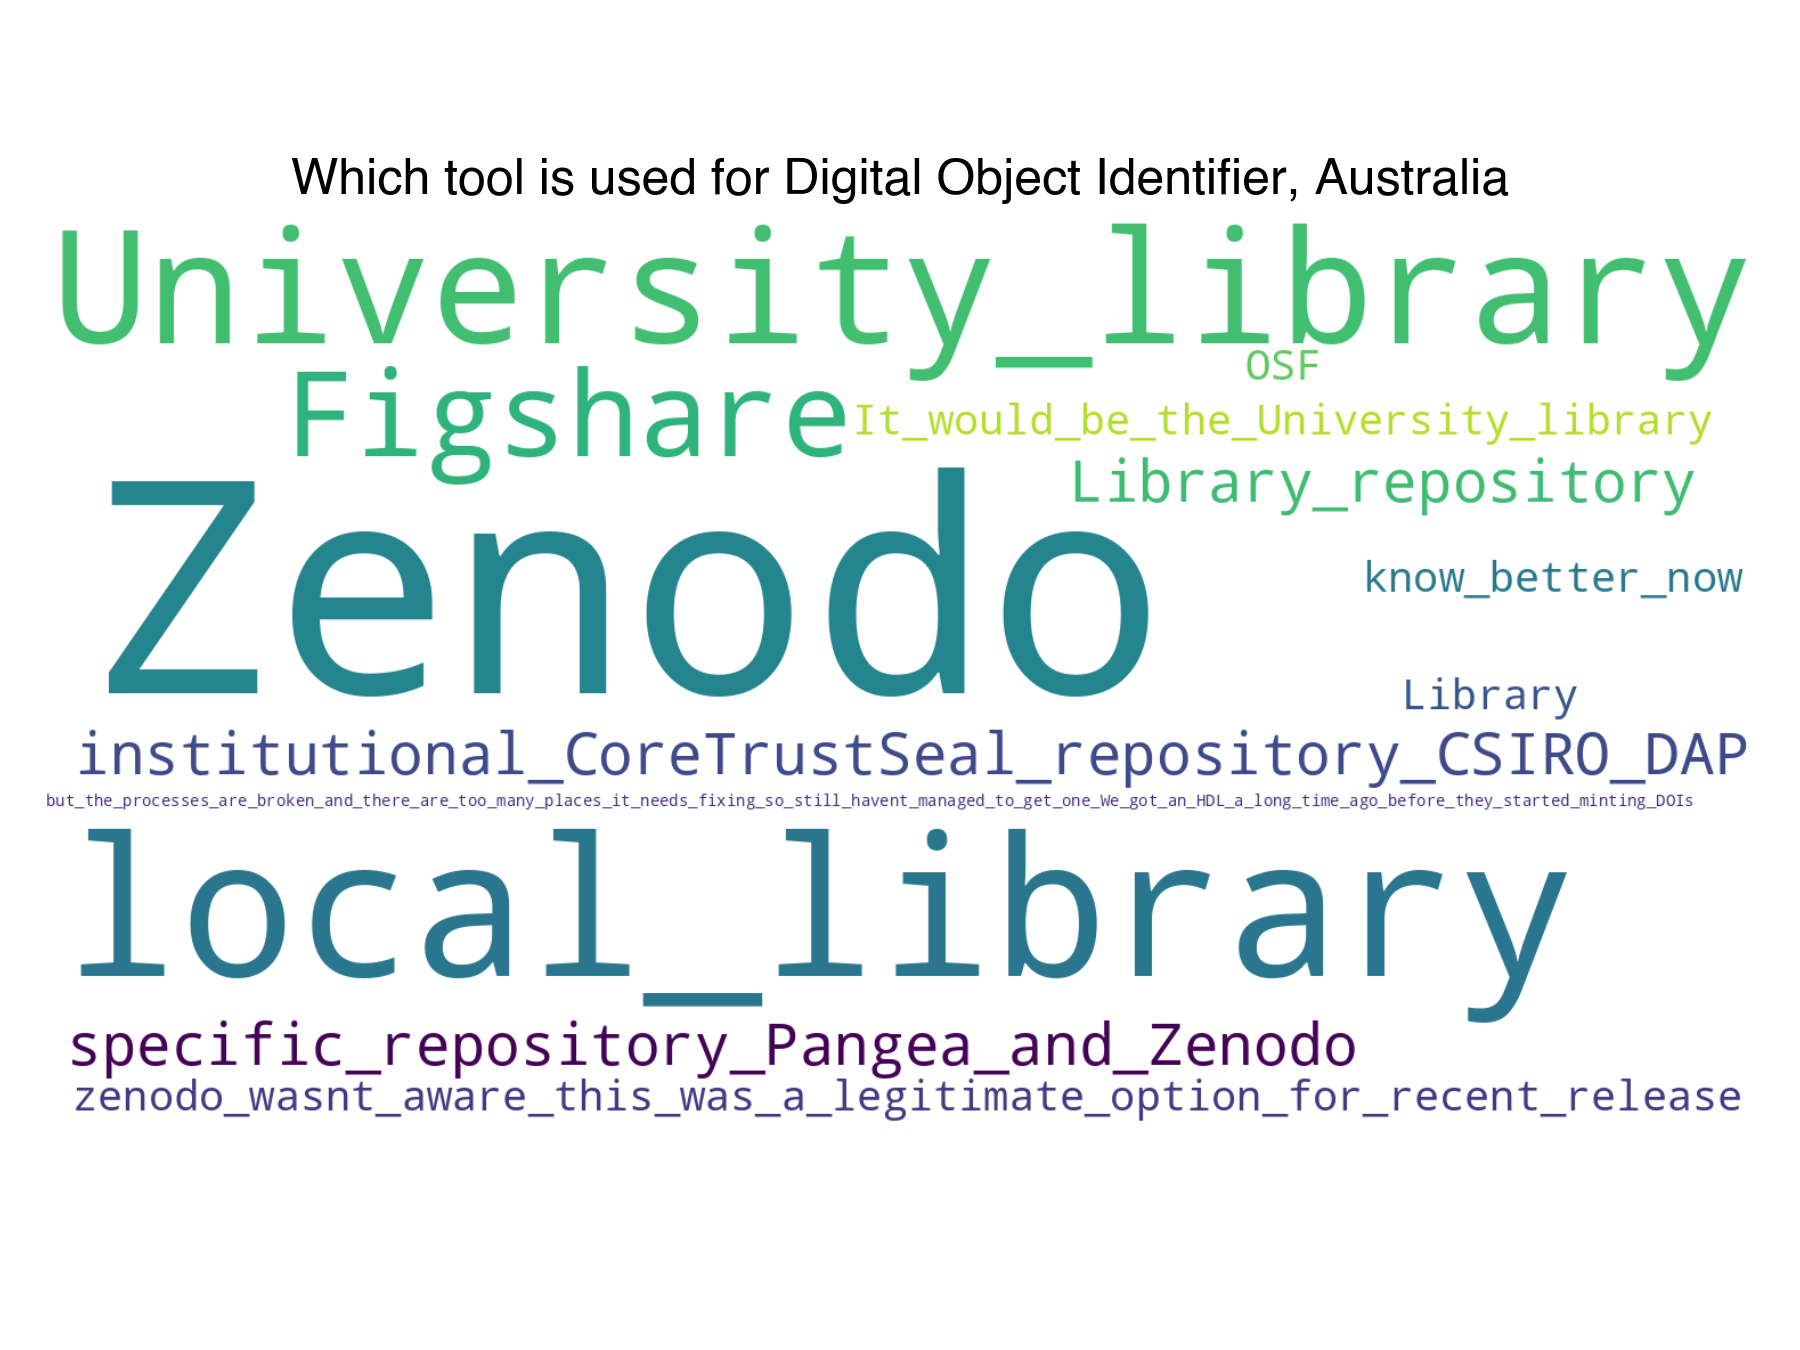 Which tool is used for Digital Object Identifier, Australia
University_library
OSF
Figshare
It_would_be_the_University_library
Library_repository
Zenodo
know_better_now
Library
institutional_CoreTrustSeal_repository_CSIRO_DAP
but_the_processes_are_broken_and_there_are_too_many_places_it_needs_fixing_so_still_havent_managed_to_get_one_We_got_an_HDL_a_long_time_ago_before_they_started_minting_DOIs
local_library
specific_repository_Pangea_and_Zenodo
zenodo_wasnt_aware_this_was_a_legitimate_option_for_recent_release